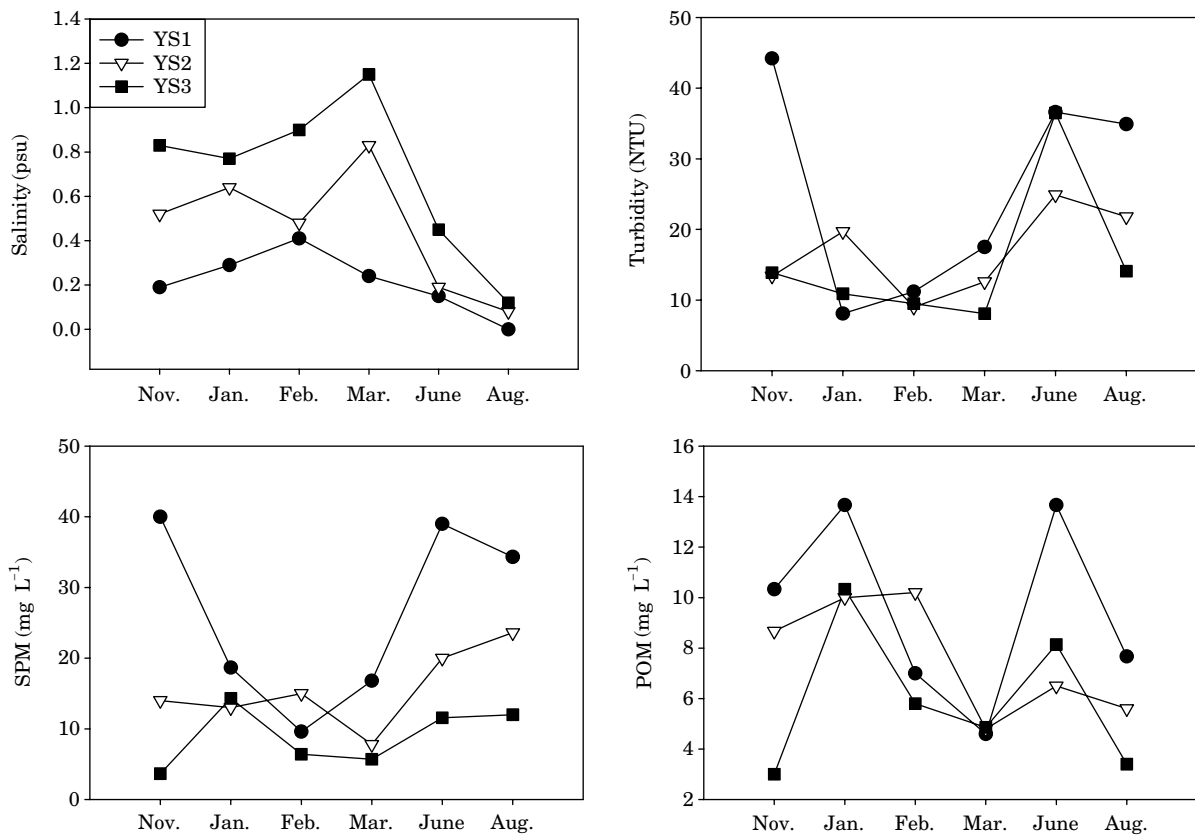 1.4
1.2
1.0
0.8
0.6
0.4
0.2
0.0
Salinity (psu)
YS1
YS2
YS3
Nov. Jan. Feb. Mar. June Aug.
50
40
30
20
10
0
Turbidity (NTU)
Nov. Jan. Feb. Mar. June Aug.
50
40
30
20
10
0
SPM (mg L⁻¹)
Nov. Jan. Feb. Mar. June Aug.
16
14
12
10
8
6
4
2
POM (mg L⁻¹)
Nov. Jan. Feb. Mar. June Aug.